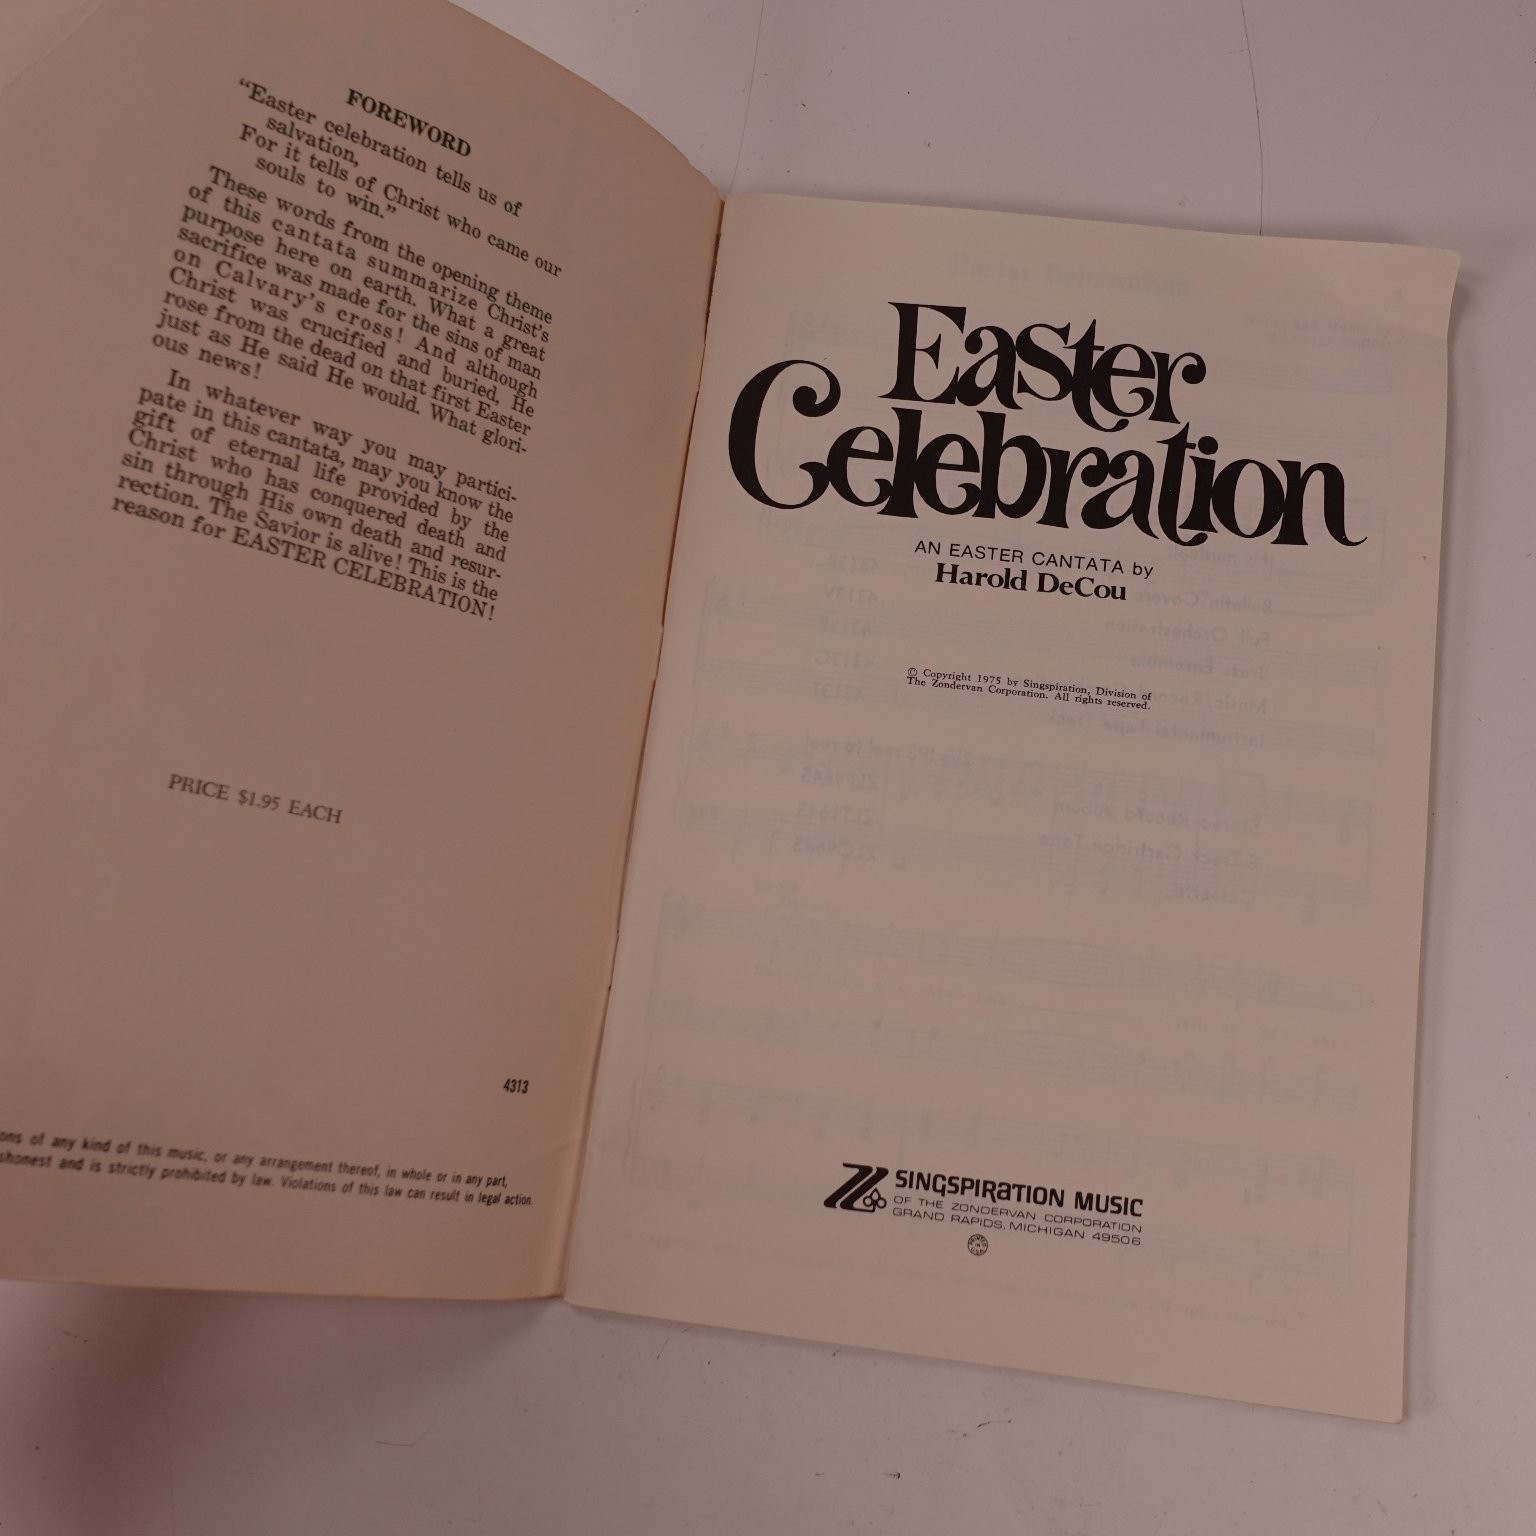 FOREWORD
"Easter celebration tells us of
salvation,
For it tells of Christ who came our
souls to win."
These words from the opening theme
of this cantata summarize Christ's
purpose here on earth. What a great
sacrifice was made for the sins of man
on Calvary's cross! And although
Christ was crucified and buried, He
rose from the dead on that first Easter
just as He said He would. What glori-
ous news!
In whatever way you may partici-
pate in this cantata, may you know the
gift of eternal life provided by the
Christ who has conquered death and
sin through His own death and resur-
rection. The Savior is alive! This is the
reason for EASTER CELEBRATION!
PRICE $1.95 EACH
4313
of any kind of this music, or any arrangement thereof, in whole or in any part,
and is strictly prohibited by law. Violations of this law can result in legal action.
Easter
Celebration
AN EASTER CANTATA by
Harold DeCou
© Copyright 1975 by Singspiration, Division of
The Zondervan Corporation. All rights reserved.
SINGSPIRATION MUSIC
OF THE ZONDERVAN CORPORATION
GRAND RAPIDS, MICHIGAN 49506